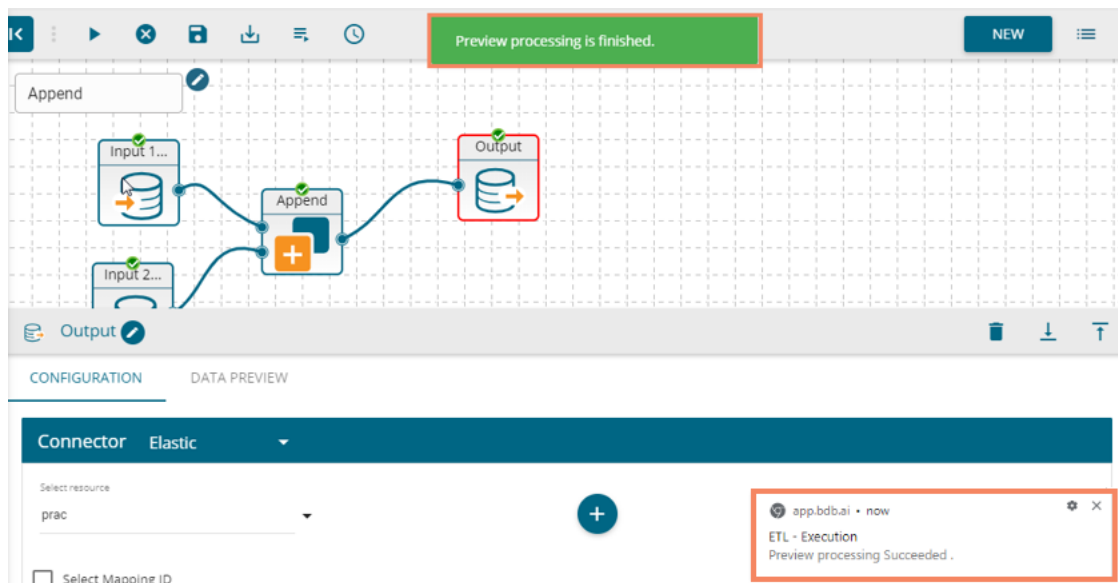 Preview processing is finished.
NEW
Append
Input 1...
Output
Append
Input 2...
Output
CONFIGURATION
DATA PREVIEW
Connector Elastic
Select resource
prac
app.bdb.ai • now
ETL - Execution
Preview processing Succeeded .
Select Mapping ID